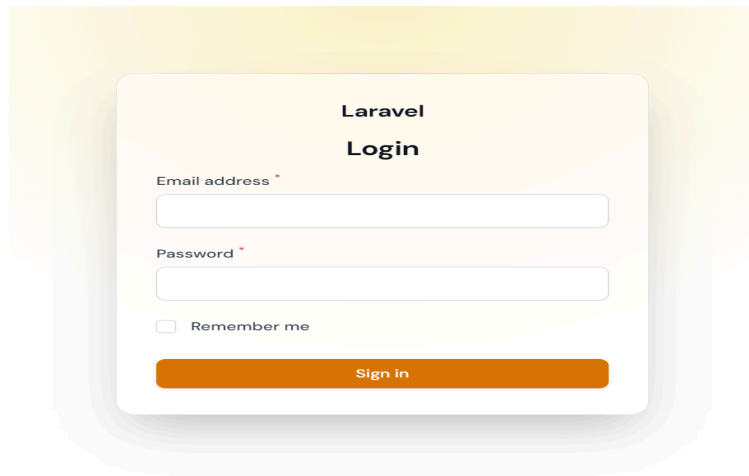 Laravel
Login
Email address *
Password *
Remember me
Sign in